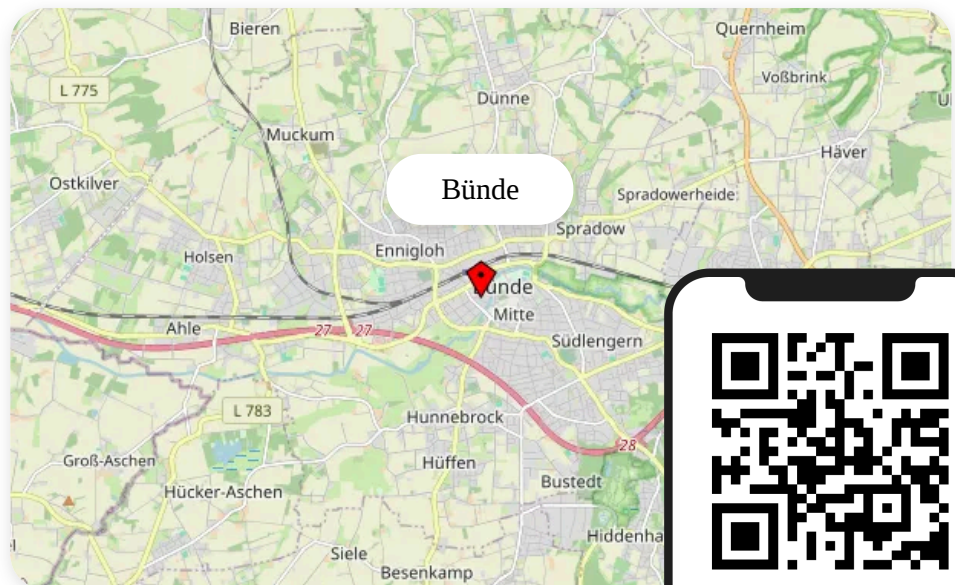 Bieren
Quernheim
Voßbrink
L 775
Dünne
Muckum
Häver
Ostkilver
Bünde
Spradowerheide
Spradow
Ennigloh
Holsen
Mitte
Ahle
27
27
Südlengern
L 783
Hunnebrock
28
Groß-Aschen
Hüffen
Bustedt
Hücker-Aschen
Hiddenha
Siele
Besenkamp